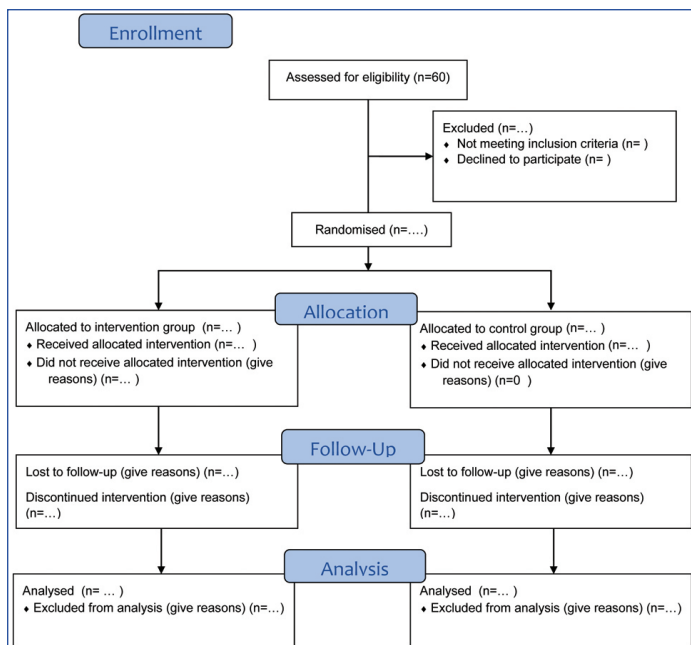 Enrollment
Assessed for eligibility (n=60)
Excluded (n=…)
♦ Not meeting inclusion criteria (n= )
♦ Declined to participate (n= )
Randomised (n=….)
Allocation
Allocated to intervention group (n=… )
♦ Received allocated intervention (n=… )
♦ Did not receive allocated intervention (give
reasons) (n=… )
Allocated to control group (n=… )
♦ Received allocated intervention (n=… )
♦ Did not receive allocated intervention (give
reasons) (n=0 )
Follow-Up
Lost to follow-up (give reasons) (n=…)
Discontinued intervention (give reasons)
(n=…)
Lost to follow-up (give reasons) (n=…)
Discontinued intervention (give reasons)
(n=…)
Analysis
Analysed (n= … )
♦ Excluded from analysis (give reasons) (n=…)
Analysed (n=… )
♦ Excluded from analysis (give reasons) (n=…)